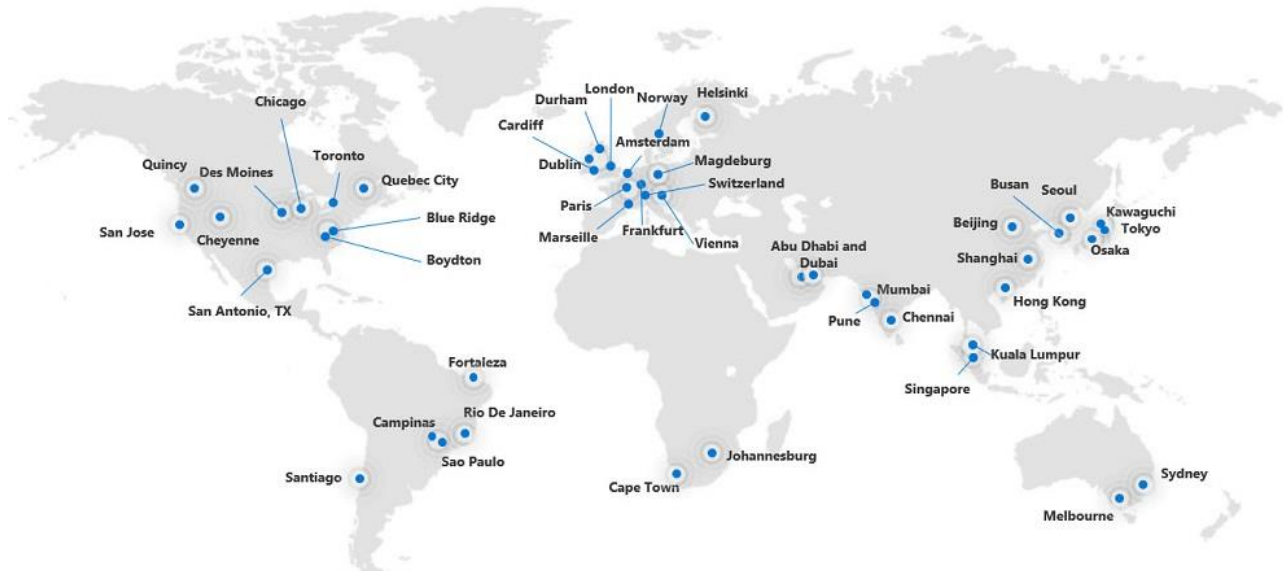 Chicago
Quincy
Des Moines
Toronto
Quebec City
Blue Ridge
San Jose
Cheyenne
Boydton
San Antonio, TX
Fortaleza
Campinas
Rio De Janeiro
Sao Paulo
Santiago
London
Norway
Helsinki
Durham
Cardiff
Amsterdam
Dublin
Magdeburg
Switzerland
Paris
Marseille
Frankfurt
Vienna
Abu Dhabi and
Dubai
Mumbai
Pune
Chennai
Johannesburg
Cape Town
Busan
Seoul
Beijing
Kawaguchi
Tokyo
Osaka
Shanghai
Hong Kong
Kuala Lumpur
Singapore
Sydney
Melbourne